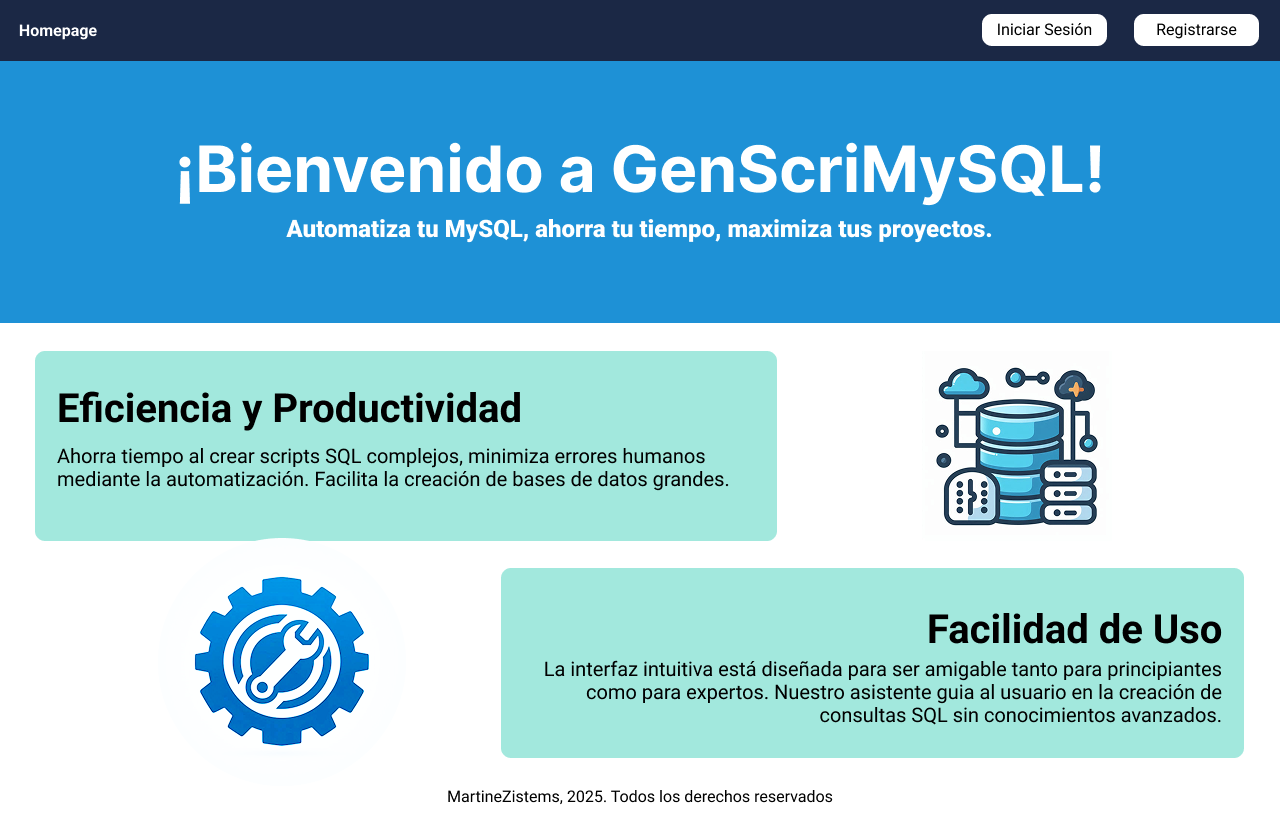 Homepage
Iniciar Sesión
Registrarse
¡Bienvenido a GenScriMySQL!
Automatiza tu MySQL, ahorra tu tiempo, maximiza tus proyectos.
Eficiencia y Productividad
Ahorra tiempo al crear scripts SQL complejos, minimiza errores humanos
mediante la automatización. Facilita la creación de bases de datos grandes.
Facilidad de Uso
La interfaz intuitiva está diseñada para ser amigable tanto para principiantes
como para expertos. Nuestro asistente guia al usuario en la creación de
consultas SQL sin conocimientos avanzados.
MartineZistems, 2025. Todos los derechos reservados